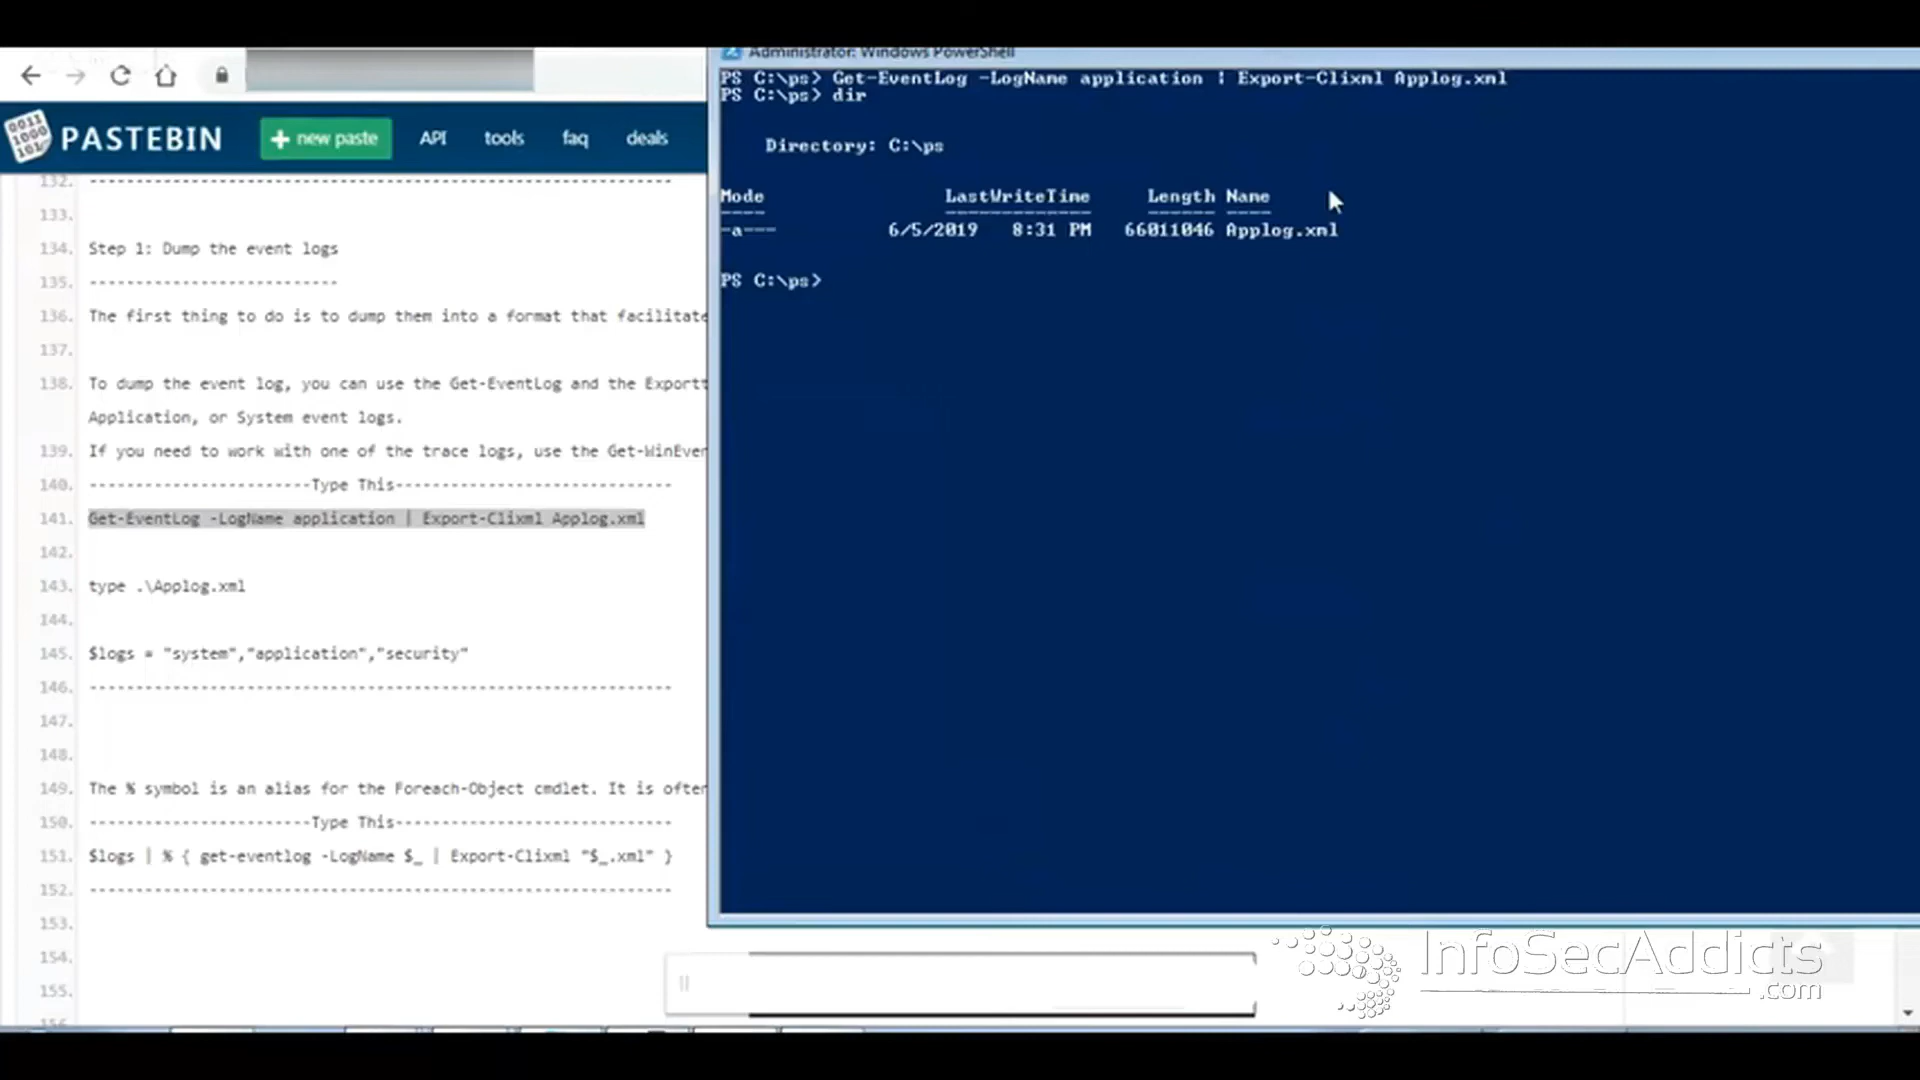 Administrator: Windows PowerShell
0011
1000
101
PASTEBIN
+ new paste
API
tools
faq
deals
132. ---------------------------------------------------------------
133.
134. Step 1: Dump the event logs
135. ---------------------------
136. The first thing to do is to dump them into a format that facilitate
137.
138. To dump the event log, you can use the Get-EventLog and the Exportt
Application, or System event logs.
139. If you need to work with one of the trace logs, use the Get-WinEven
140. ------------------------Type This------------------------------
141. Get-EventLog -LogName application | Export-Clixml Applog.xml
142.
143. type .\Applog.xml
144.
145. $logs = "system","application","security"
146. ---------------------------------------------------------------
147.
148.
149. The % symbol is an alias for the Foreach-Object cmdlet. It is often
150. ------------------------Type This------------------------------
151. $logs | % { get-eventlog -LogName $_ | Export-Clixml "$_.xml" }
152. ---------------------------------------------------------------
153.
154.
155.
PS C:\ps> Get-EventLog -LogName application | Export-Clixml Applog.xml
PS C:\ps> dir
Directory: C:\ps
Mode LastWriteTime Length Name
---- ------------- ------ ----
-a--- 6/5/2019 8:31 PM 66011046 Applog.xml
PS C:\ps>
InfoSecAddicts
.com